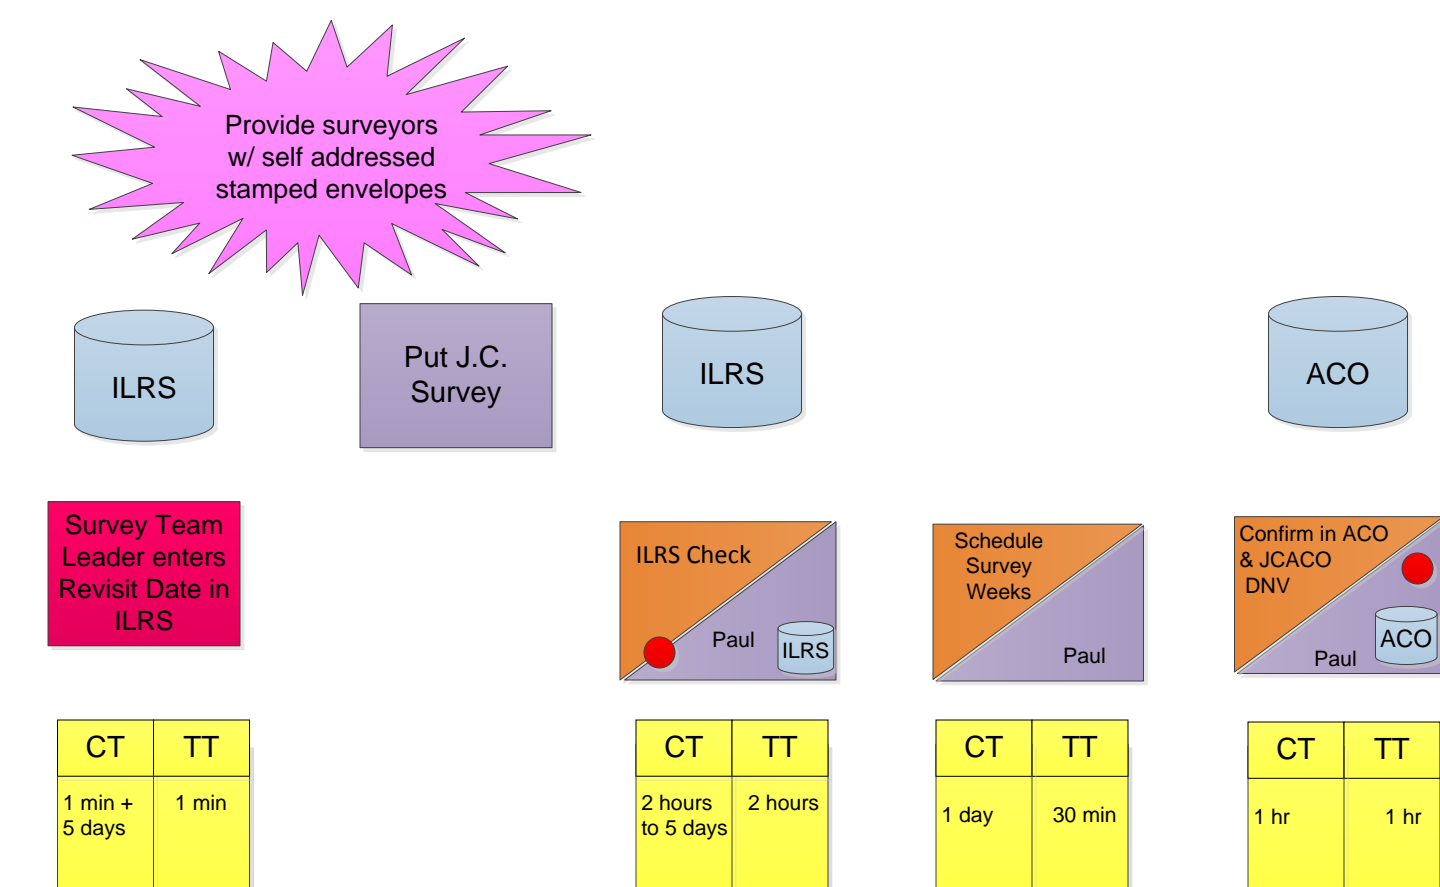 Provide surveyors
w/ self addressed
stamped envelopes
ILRS
Put J.C.
Survey
ILRS
ACO
Survey Team
Leader enters
Revisit Date in
ILRS
ILRS Check
Paul
ILRS
Schedule
Survey
Weeks
Paul
Confirm in ACO
& JCACO
DNV
Paul
ACO
CT
TT
1 min +
5 days
1 min
CT
TT
2 hours
to 5 days
2 hours
CT
TT
1 day
30 min
CT
TT
1 hr
1 hr